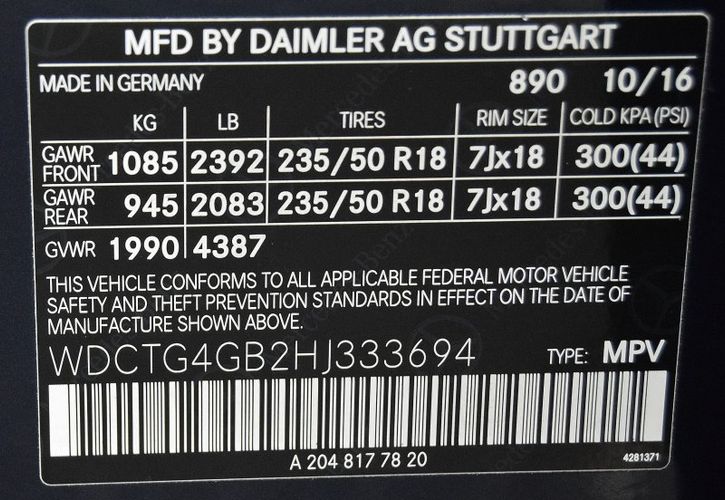 MFD BY DAIMLER AG STUTTGART
MADE IN GERMANY 890 10/16
KG LB TIRES RIM SIZE COLD KPA (PSI)
GAWR FRONT 1085 2392 235/50 R18 7Jx18 300(44)
GAWR REAR 945 2083 235/50 R18 7Jx18 300(44)
GVWR 1990 4387
THIS VEHICLE CONFORMS TO ALL APPLICABLE FEDERAL MOTOR VEHICLE
SAFETY AND THEFT PREVENTION STANDARDS IN EFFECT ON THE DATE OF
MANUFACTURE SHOWN ABOVE.
WDCTG4GB2HJ333694 TYPE: MPV
A 204 817 78 20 4281371